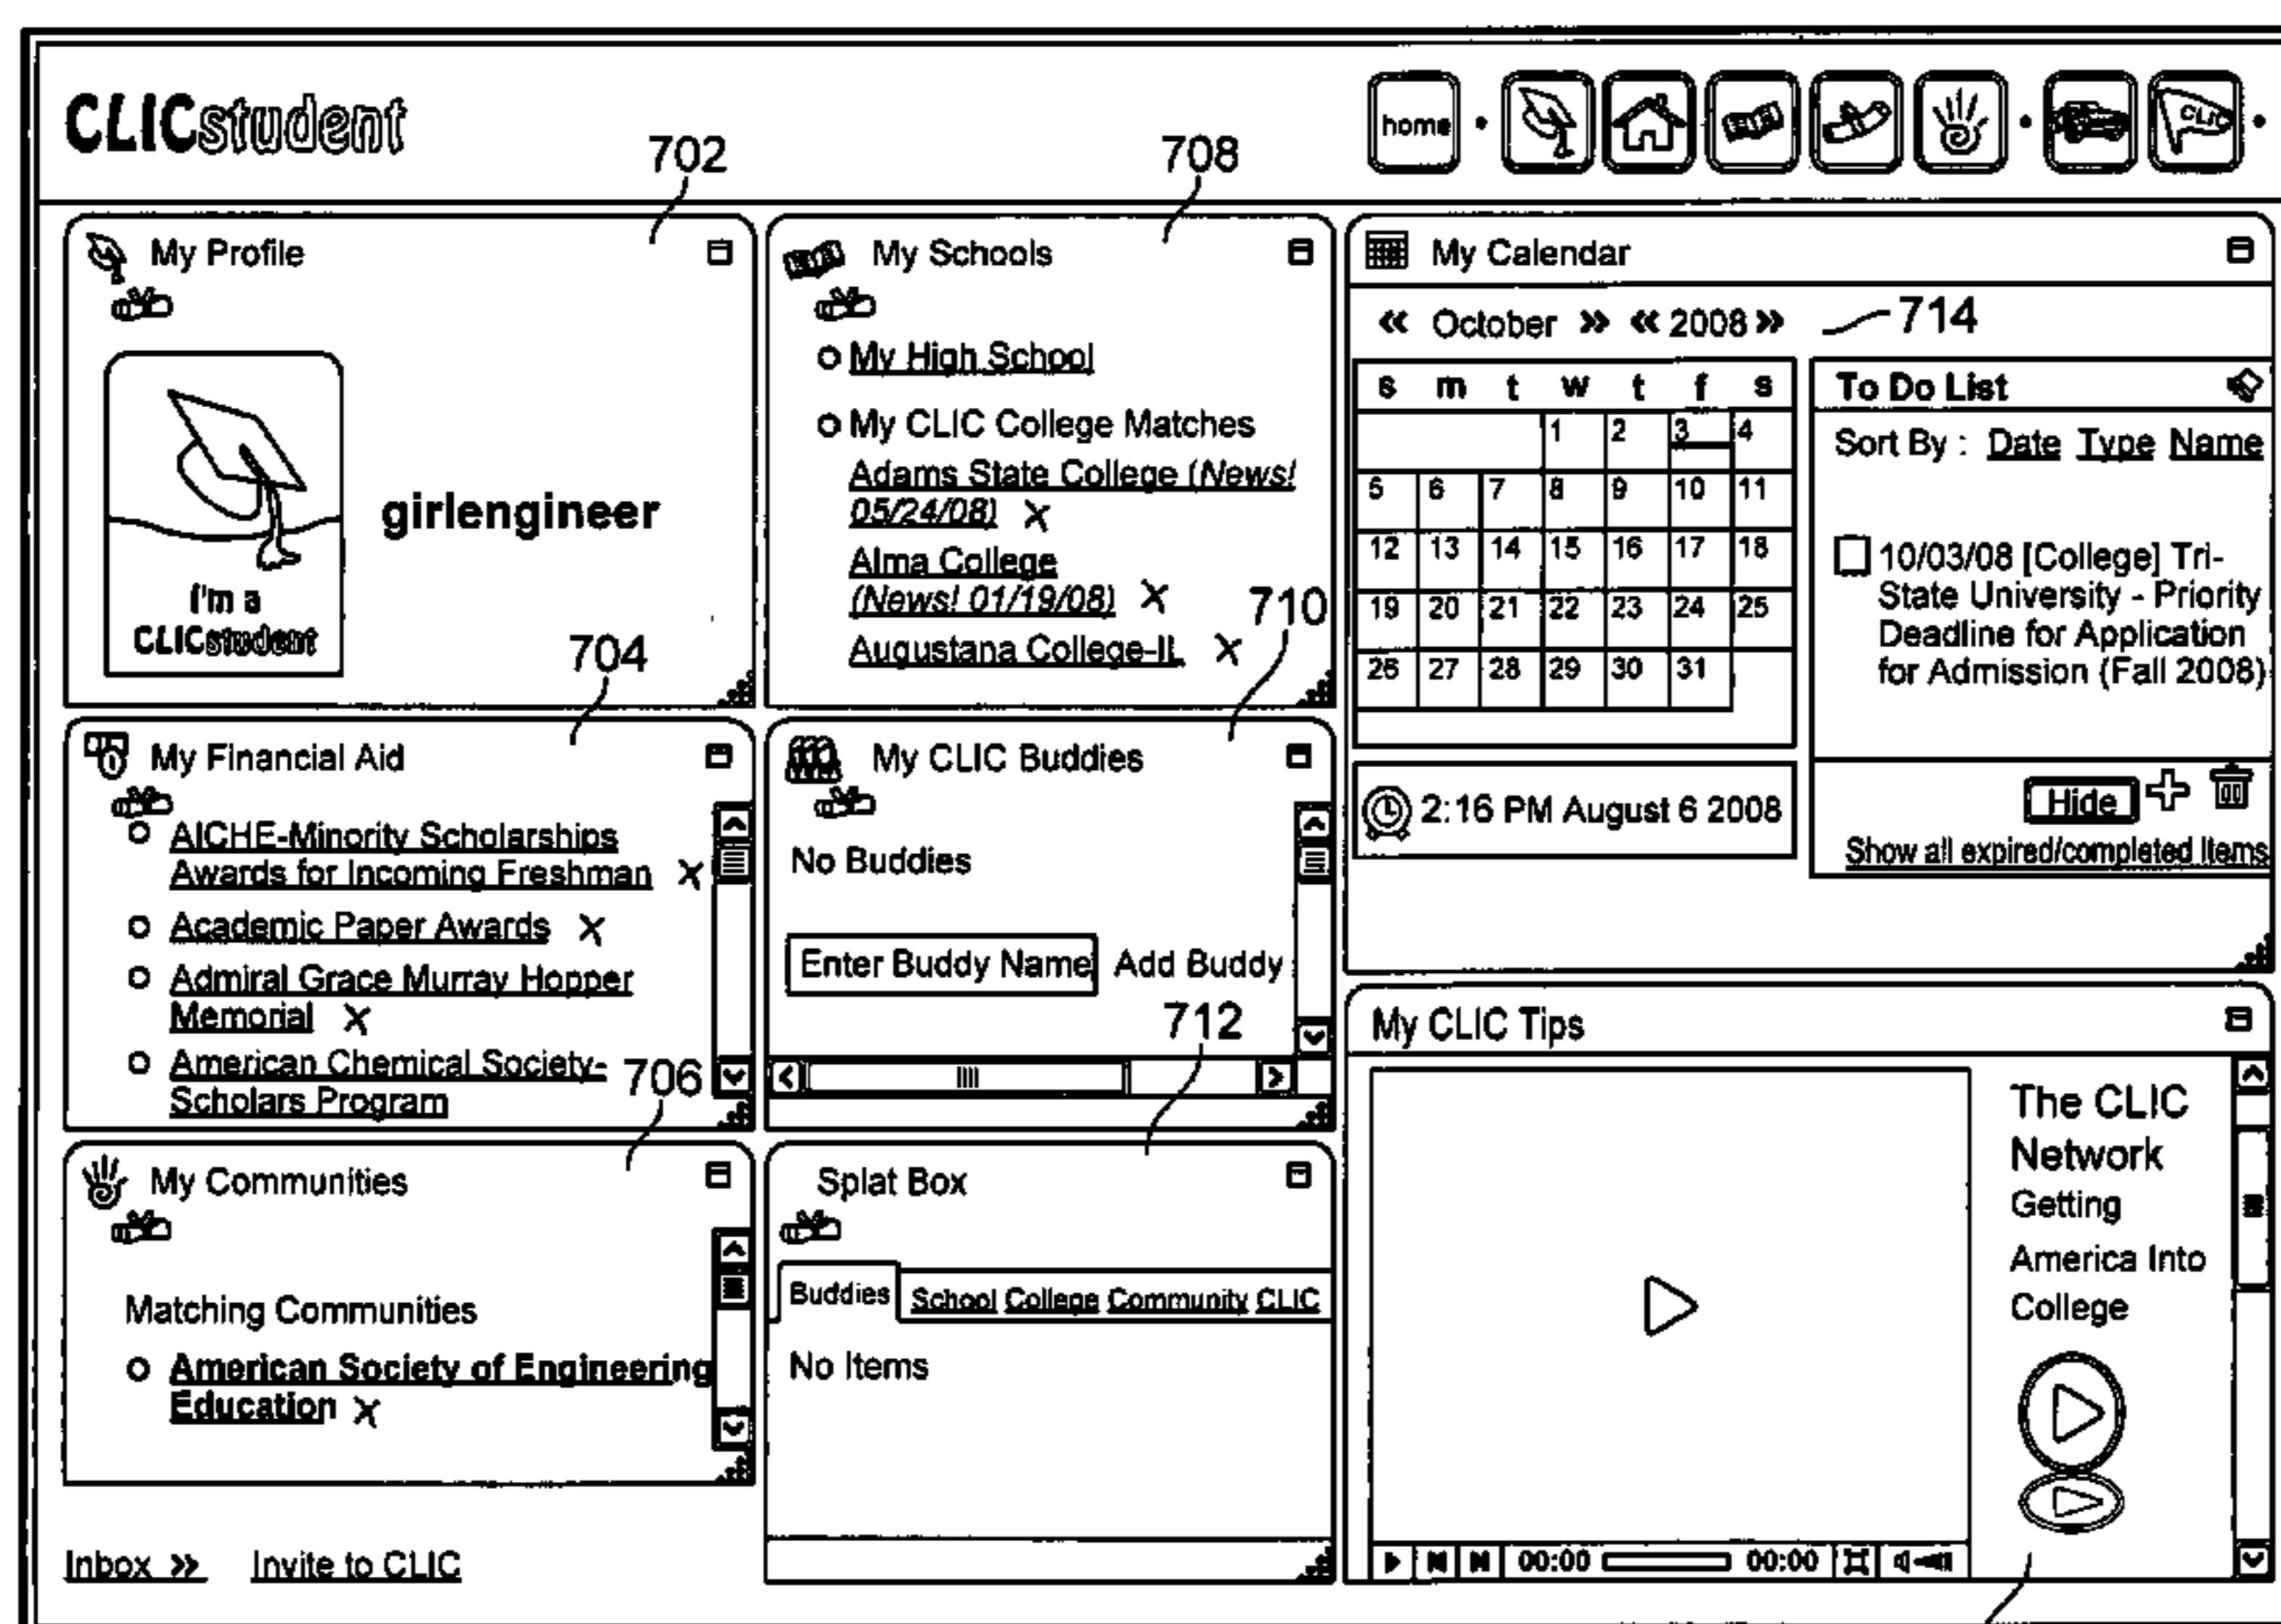 CLICstudent
home
CLIC
702
708
My Profile
girlengineer
I'm a
CLICstudent
704
My Schools
My High School
My CLIC College Matches
Adams State College (News!
05/24/08) X
Alma College
(News! 01/19/08) X
Augustana College-IL X
710
My Calendar
« October » « 2008 »
714
s m t w t f s
1 2 3 4
5 6 7 8 9 10 11
12 13 14 15 16 17 18
19 20 21 22 23 24 25
26 27 28 29 30 31
2:16 PM August 6 2008
To Do List
Sort By : Date Type Name
10/03/08 [College] Tri-
State University - Priority
Deadline for Application
for Admission (Fall 2008)
Hide
Show all expired/completed Items
My Financial Aid
AICHE-Minority Scholarships
Awards for Incoming Freshman X
Academic Paper Awards X
Admiral Grace Murray Hopper
Memorial X
American Chemical Society-
Scholars Program
706
My CLIC Buddies
No Buddies
Enter Buddy Name Add Buddy
712
My Communities
Matching Communities
American Society of Engineering
Education X
Splat Box
Buddies School College Community CLIC
No Items
My CLIC Tips
The CLIC
Network
Getting
America Into
College
00:00 00:00
Inbox » Invite to CLIC